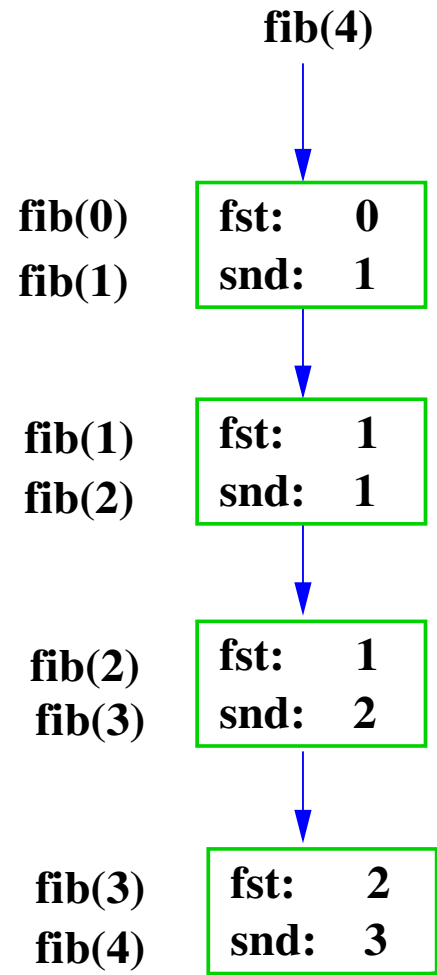 fib(4)
fib(0) fst: 0
fib(1) snd: 1
fib(1) fst: 1
fib(2) snd: 1
fib(2) fst: 1
fib(3) snd: 2
fib(3) fst: 2
fib(4) snd: 3